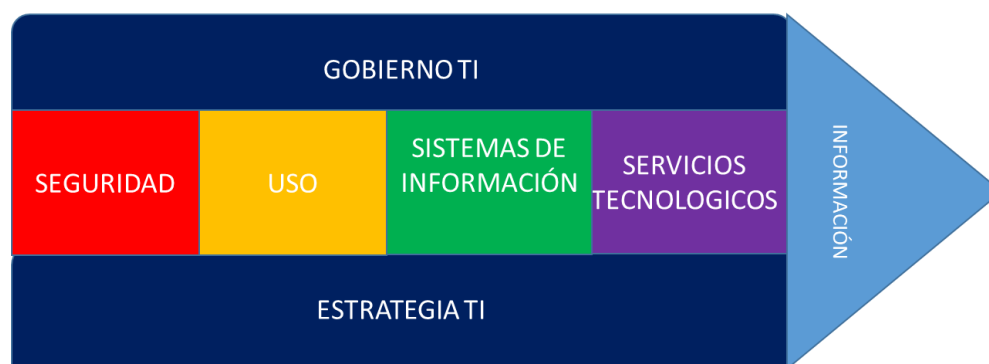 GOBIERNO TI
SEGURIDAD
USO
SISTEMAS DE
INFORMACIÓN
SERVICIOS
TECNOLOGICOS
INFORMACIÓN
ESTRATEGIA TI